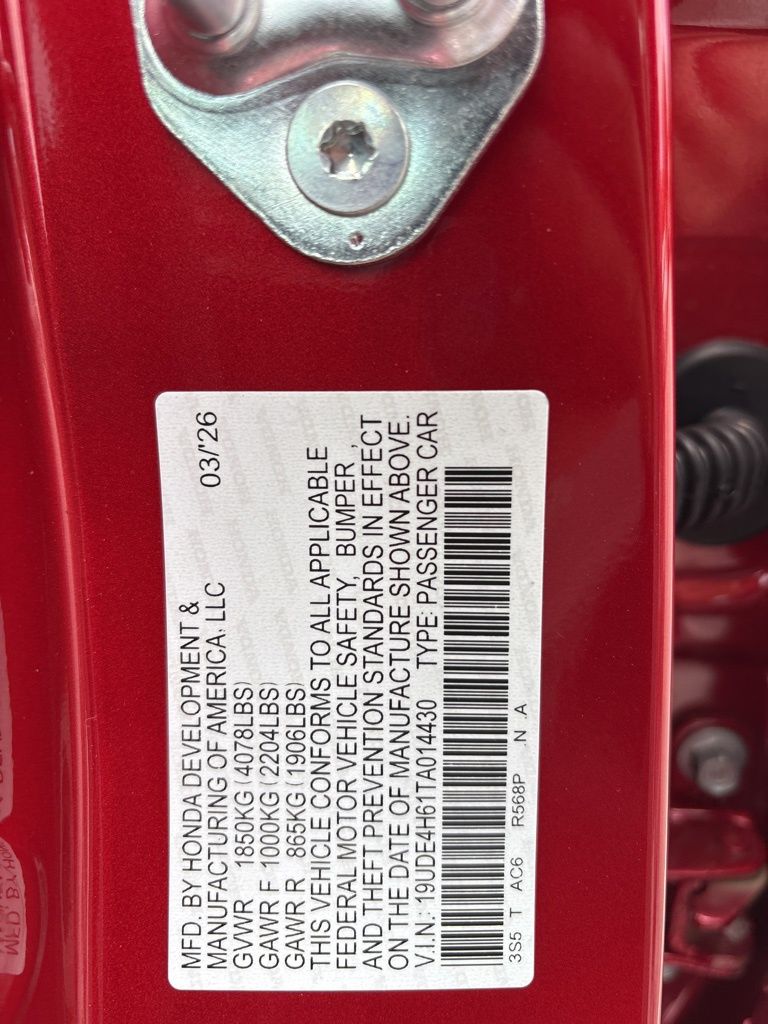 MFD. BY HONDA DEVELOPMENT &
MANUFACTURING OF AMERICA, LLC 03/'26
GVWR 1850KG (4078LBS)
GAWR F 1000KG (2204LBS)
GAWR R 865KG (1906LBS)
THIS VEHICLE CONFORMS TO ALL APPLICABLE
FEDERAL MOTOR VEHICLE SAFETY, BUMPER ,
AND THEFT PREVENTION STANDARDS IN EFFECT
ON THE DATE OF MANUFACTURE SHOWN ABOVE.
V.I.N.: 19UDE4H61TA014430 TYPE: PASSENGER CAR
3S5 T AC6 R568P N A